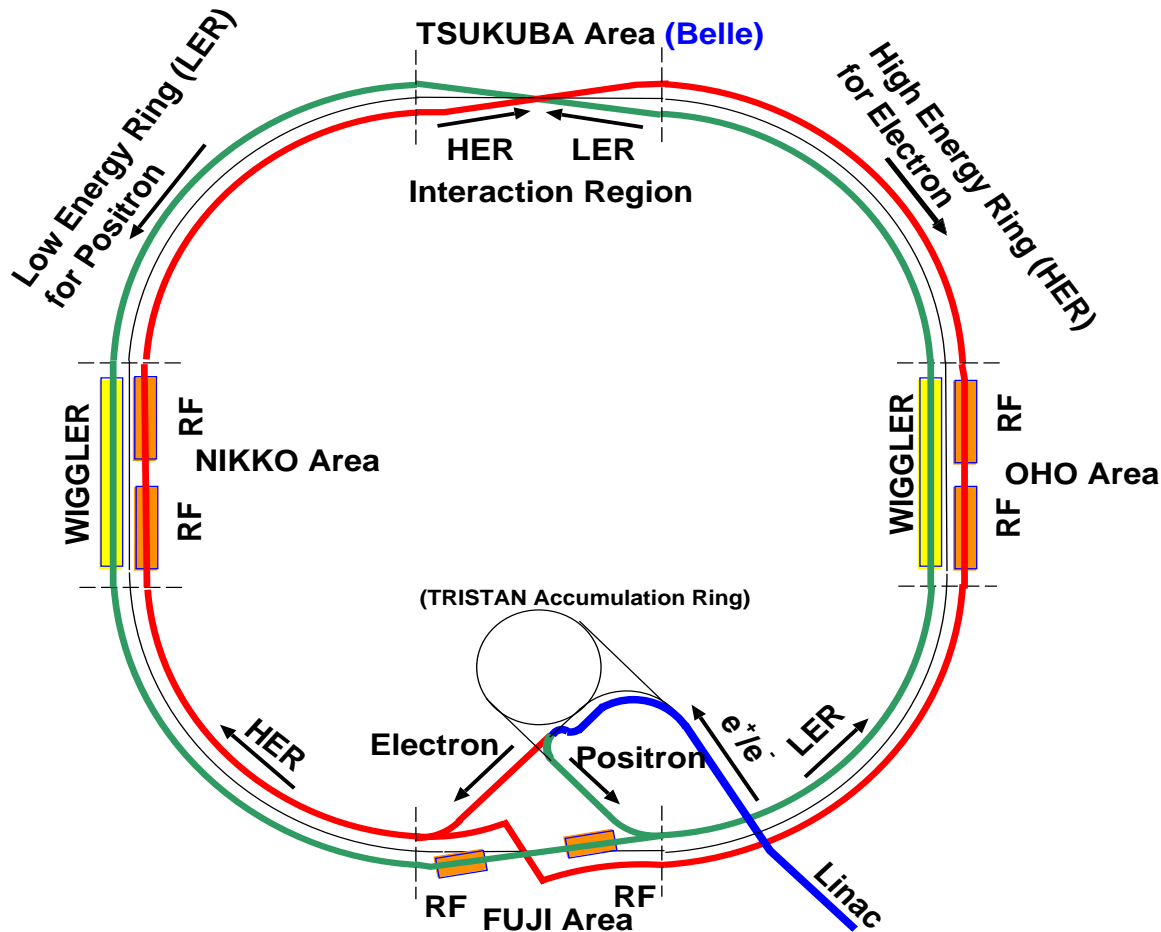 TSUKUBA Area (Belle)
Low Energy Ring (LER)
for Positron
High Energy Ring (HER)
for Electron
HER
LER
Interaction Region
WIGGLER
RF
RF
NIKKO Area
WIGGLER
RF
RF
OHO Area
(TRISTAN Accumulation Ring)
HER
Electron
Positron
e+/e-
LER
RF
RF
FUJI Area
Linac